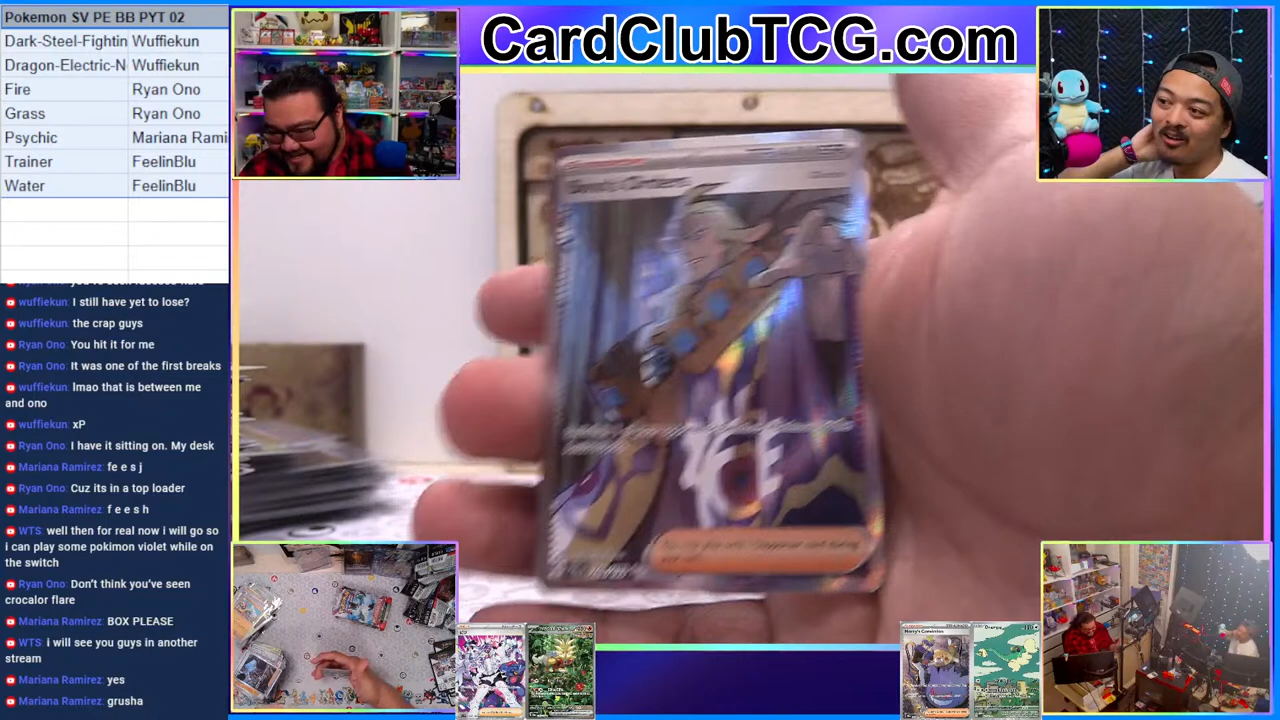 Pokemon SV PE BB PYT 02
Dark-Steel-Fightin Wuffiekun
Dragon-Electric-N Wuffiekun
Fire Ryan Ono
Grass Ryan Ono
Psychic Mariana Rami
Trainer FeelinBlu
Water FeelinBlu
CardClubTCG.com
wuffiekun: I still have yet to lose?
wuffiekun: the crap guys
Ryan Ono: You hit it for me
Ryan Ono: It was one of the first breaks
wuffiekun: lmao that is between me
and ono
wuffiekun: xP
Ryan Ono: I have it sitting on. My desk
Mariana Ramirez: fe e s j
Ryan Ono: Cuz its in a top loader
Mariana Ramirez: f e e s h
WTS: well then for real now i will go so
i can play some pokemon violet while on
the switch
Ryan Ono: Don't think you've seen
crocalor flare
Mariana Ramirez: BOX PLEASE
WTS: i will see you guys in another
stream
Mariana Ramirez: yes
Mariana Ramirez: grusha